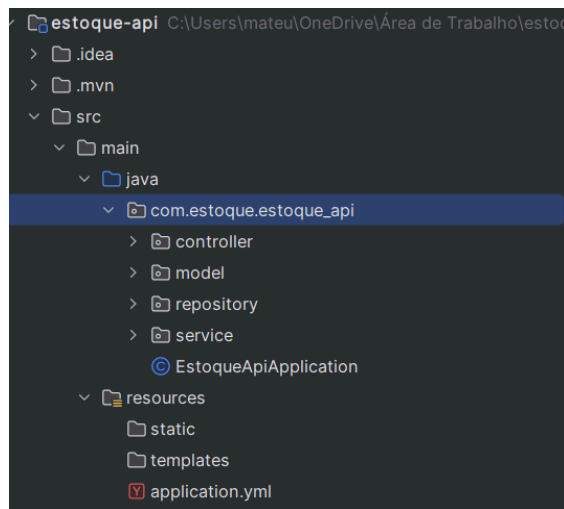 estoque-api C:\Users\mateu\OneDrive\Área de Trabalho\estoq
.idea
.mvn
src
main
java
com.estoque.estoque_api
controller
model
repository
service
EstoqueApiApplication
resources
static
templates
application.yml